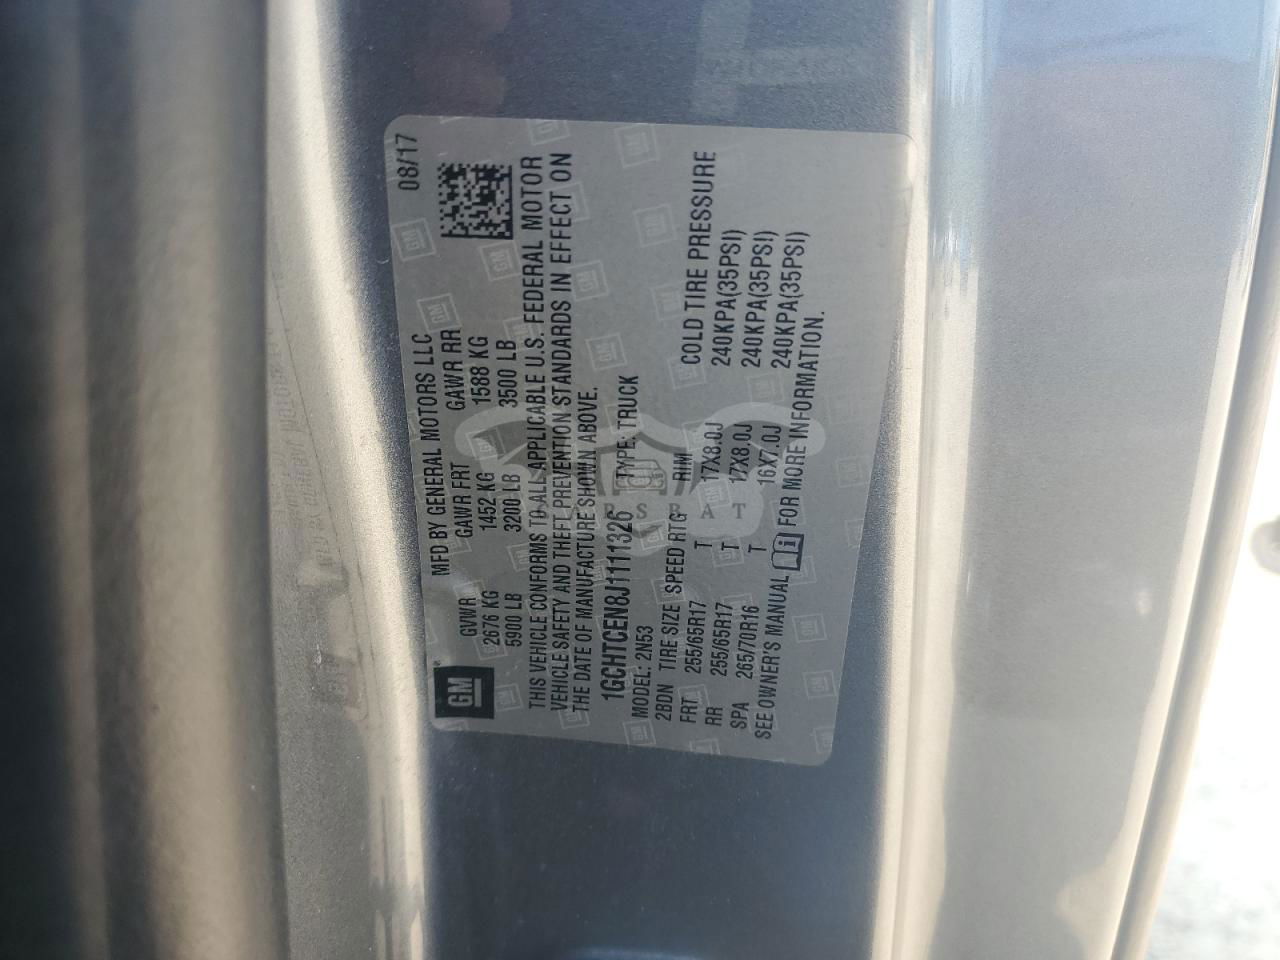 08/17
MFD BY GENERAL MOTORS LLC
GM
GVWR GAWR FRT GAWR RR
2676 KG 1452 KG 1588 KG
5900 LB 3200 LB 3500 LB
THIS VEHICLE CONFORMS TO ALL APPLICABLE U.S. FEDERAL MOTOR
VEHICLE SAFETY AND THEFT PREVENTION STANDARDS IN EFFECT ON
THE DATE OF MANUFACTURE SHOWN ABOVE.
1GCHTCEN8J1111326 TYPE: TRUCK
MODEL: 2N53
2BDN TIRE SIZE SPEED RTG RIM COLD TIRE PRESSURE
FRT 255/65R17 T 17X8.0J 240KPA(35PSI)
RR 255/65R17 T 17X8.0J 240KPA(35PSI)
SPA 265/70R16 T 16X7.0J 240KPA(35PSI)
SEE OWNER'S MANUAL FOR MORE INFORMATION.